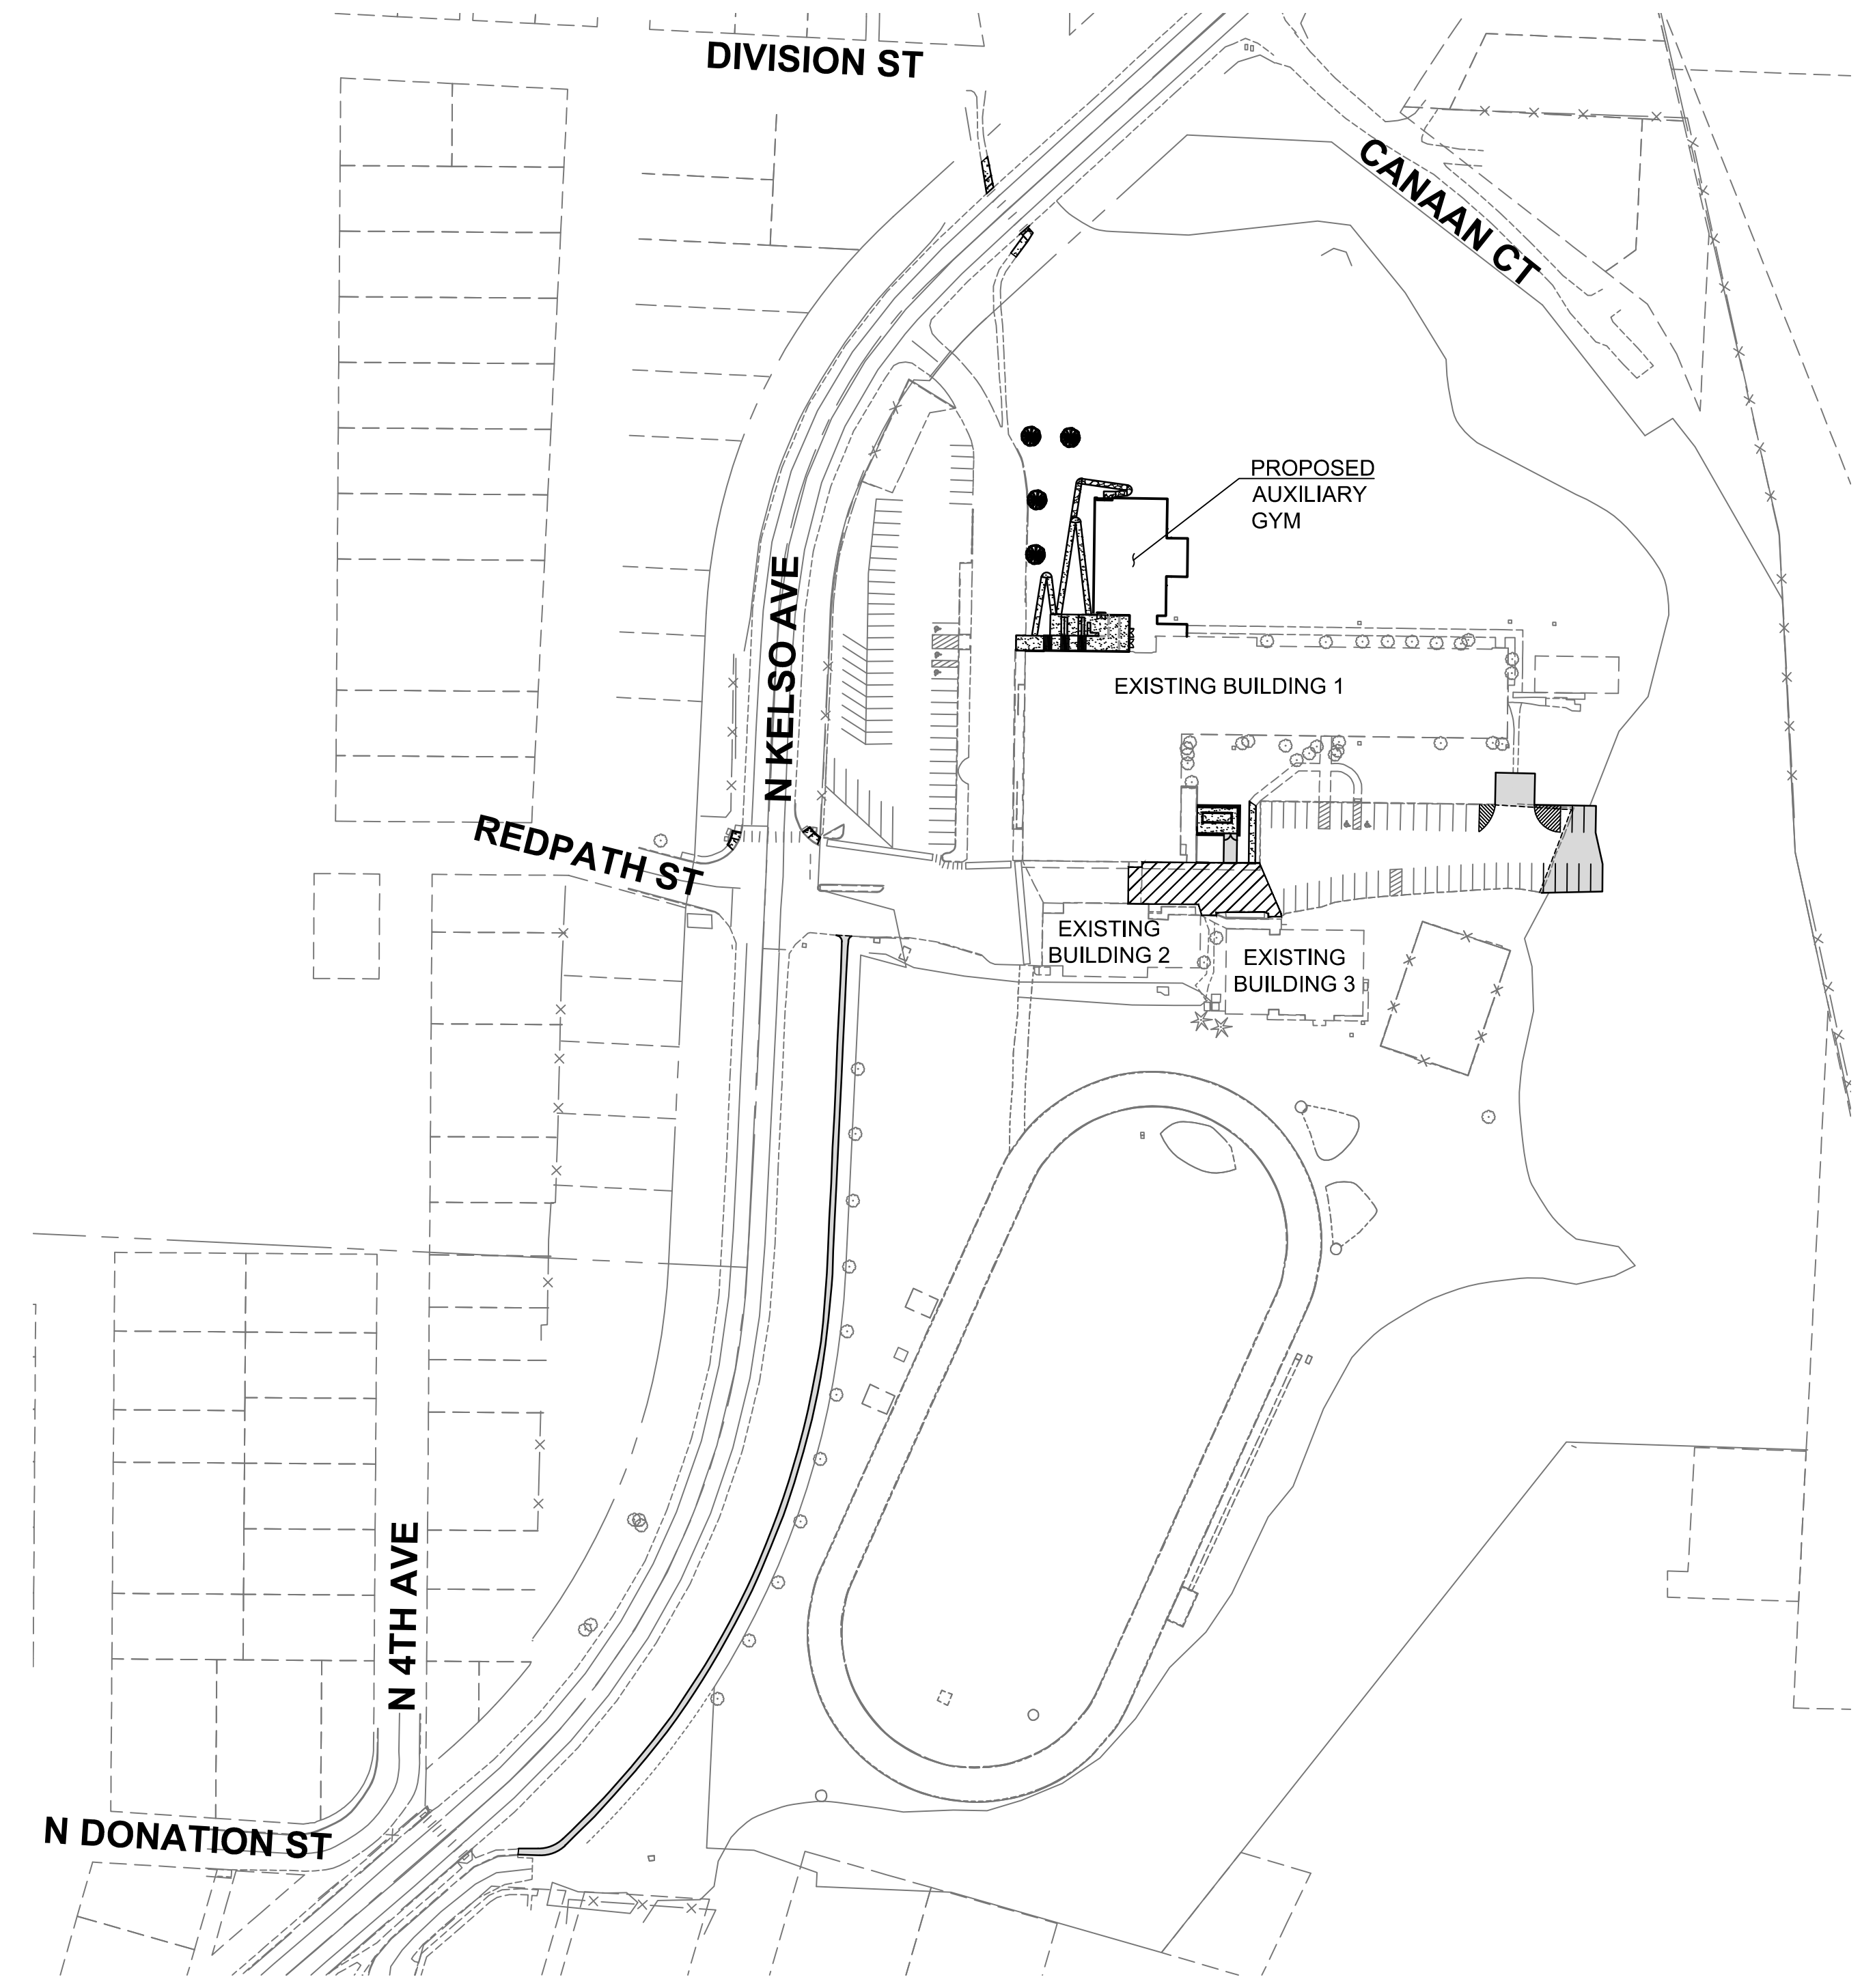 DIVISION ST
CANAAN CT
PROPOSED
AUXILIARY
GYM
N KELSO AVE
EXISTING BUILDING 1
REDPATH ST
EXISTING
BUILDING 2
EXISTING
BUILDING 3
N 4TH AVE
N DONATION ST